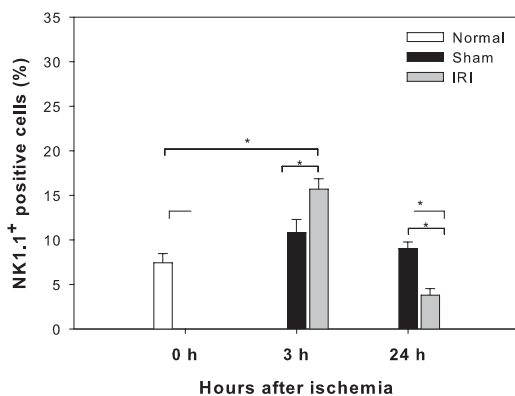 35
30
25
20
15
10
5
0
NK1.1+ positive cells (%)
Normal
Sham
IRI
*
*
*
*
0 h
3 h
24 h
Hours after ischemia